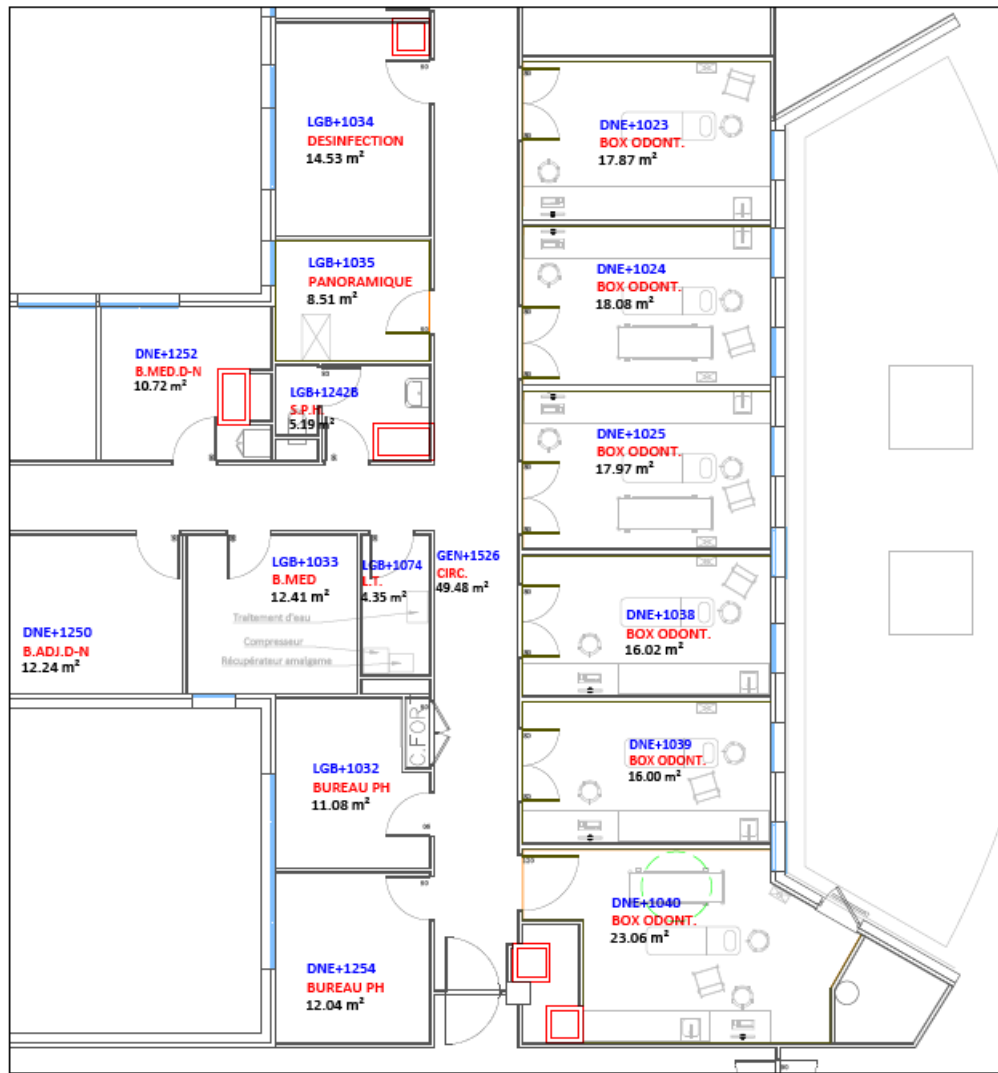 LGB+1034
DESINFECTION
14.53 m²
DNE+1023
BOX ODONT.
17.87 m²
LGB+1035
PANORAMIQUE
8.51 m²
DNE+1024
BOX ODONT.
18.08 m²
DNE+1252
B.MED.D-N
10.72 m²
LGB+1242B
S.P.H.
5.19 m²
DNE+1025
BOX ODONT.
17.97 m²
DNE+1250
B.ADJ.D-N
12.24 m²
LGB+1033
B.MED
12.41 m²
Traitement d'eau
Compresseur
Récupérateur amalgame
LGB+1074
L.T.
4.35 m²
GEN+1526
CIRC.
49.48 m²
DNE+1038
BOX ODONT.
16.02 m²
C.FOR
LGB+1032
BUREAU PH
11.08 m²
DNE+1039
BOX ODONT.
16.00 m²
DNE+1040
BOX ODONT.
23.06 m²
DNE+1254
BUREAU PH
12.04 m²